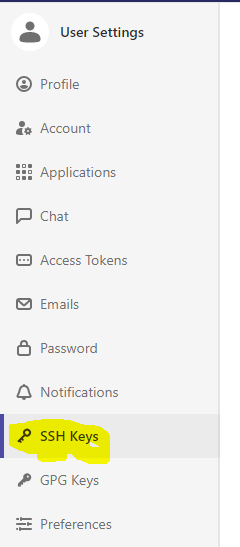 User Settings
Profile
Account
Applications
Chat
Access Tokens
Emails
Password
Notifications
SSH Keys
GPG Keys
Preferences